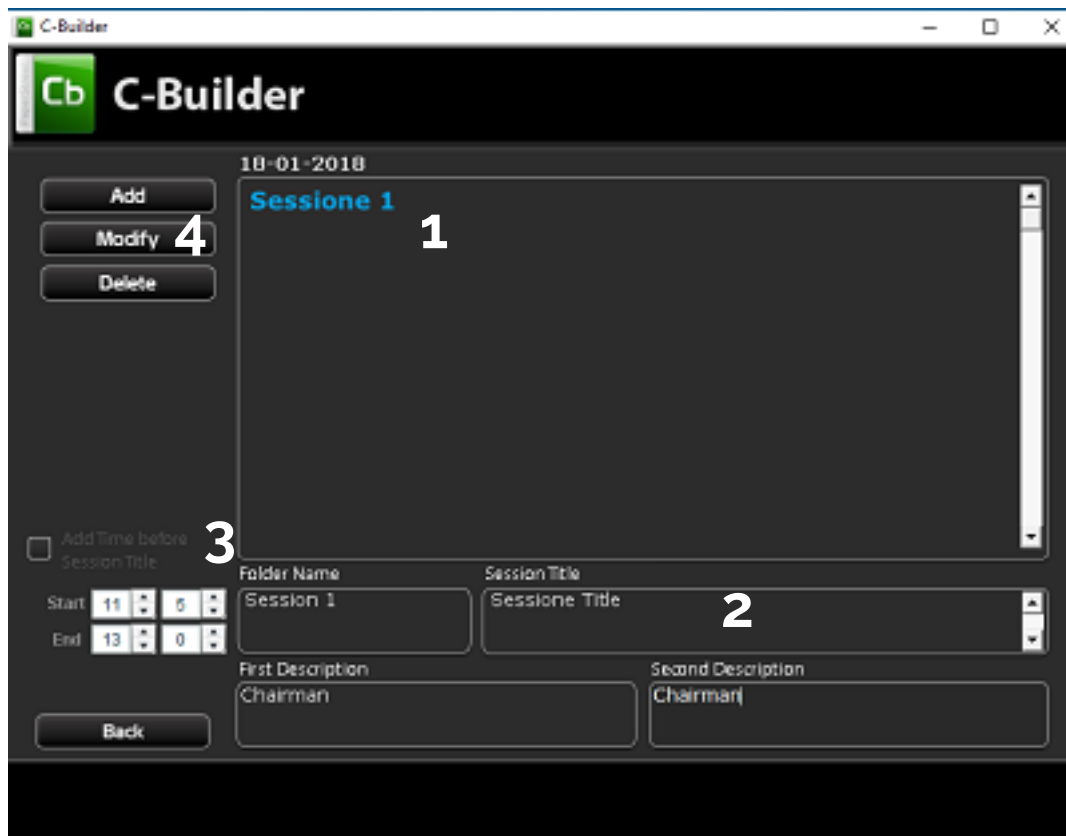 C-Builder
Cb C-Builder
18-01-2018
Add
Modify 4
Delete
Sessione 1
1
Add Time before
Session Title
3
Start 11 5
End 13 0
Folder Name
Session 1
Session Title
Sessione Title
2
First Description
Chairman
Second Description
Chairman
Back